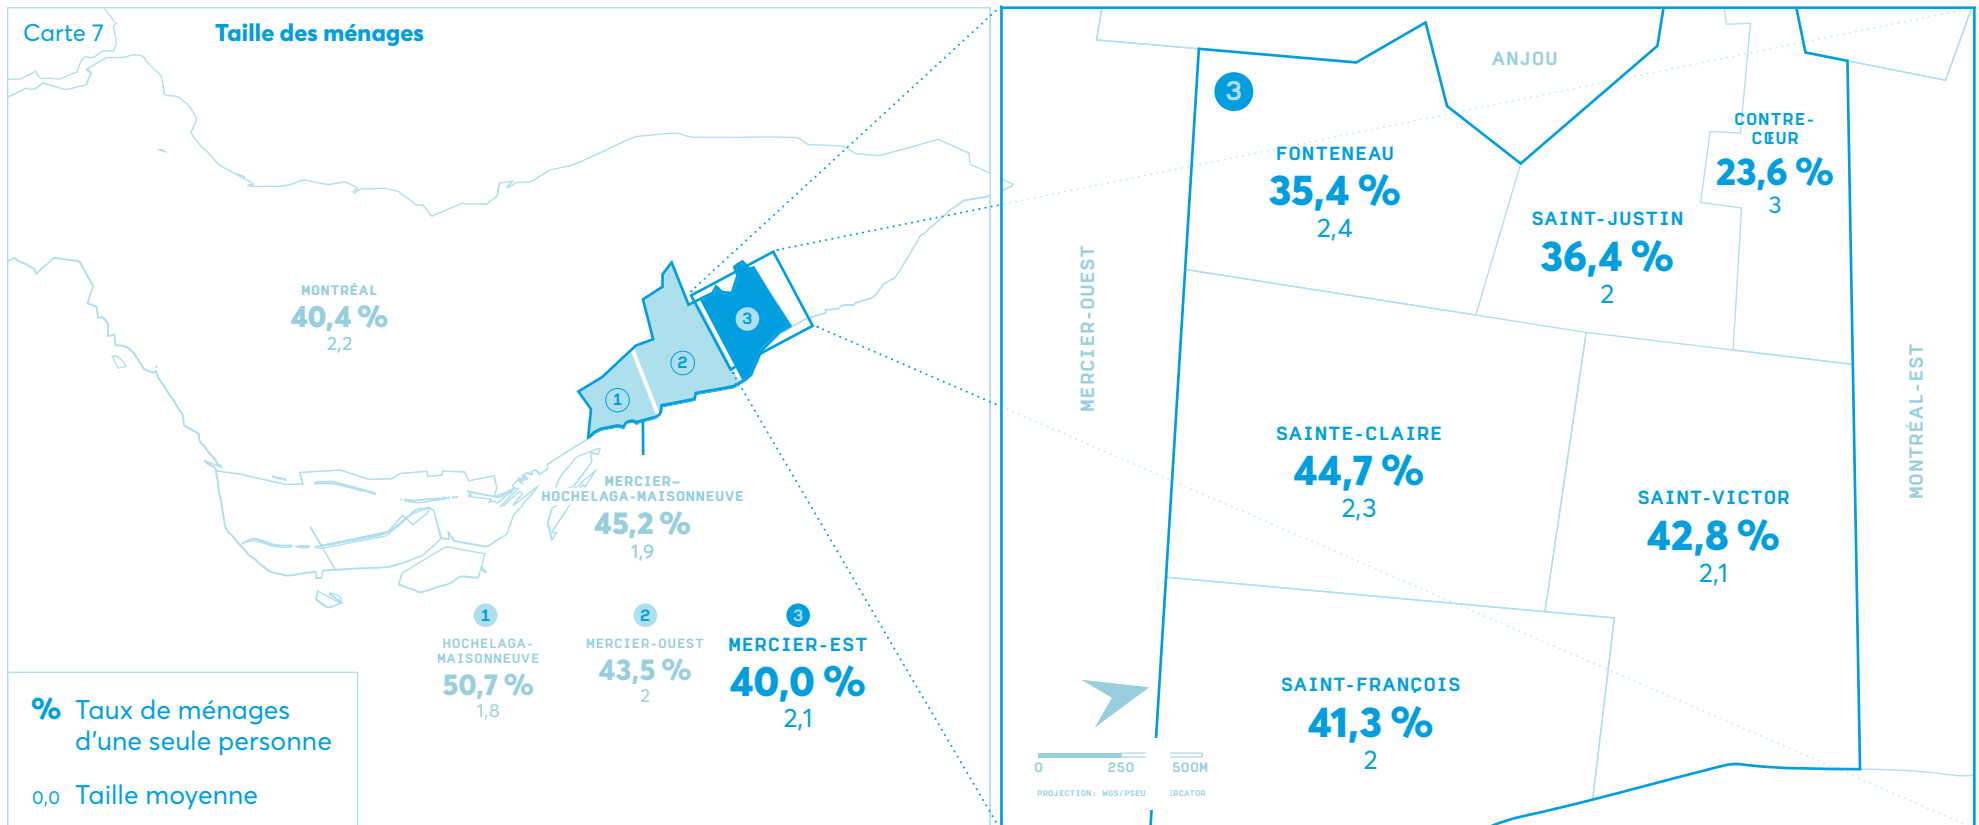 Carte 7
Taille des ménages
MONTRÉAL
40,4 %
2,2
1
2
3
MERCIER–
HOCHELAGA-MAISONNEUVE
45,2 %
1,9
1
HOCHELAGA-
MAISONNEUVE
50,7 %
1,8
2
MERCIER-OUEST
43,5 %
2
3
MERCIER-EST
40,0 %
2,1
% Taux de ménages
d'une seule personne
0,0 Taille moyenne
3
ANJOU
MERCIER-OUEST
MONTRÉAL-EST
FONTENEAU
35,4 %
2,4
CONTRE-
CŒUR
23,6 %
3
SAINT-JUSTIN
36,4 %
2
SAINTE-CLAIRE
44,7 %
2,3
SAINT-VICTOR
42,8 %
2,1
SAINT-FRANÇOIS
41,3 %
2
0 250 500M
PROJECTION: WGS/PSEU ERCATOR